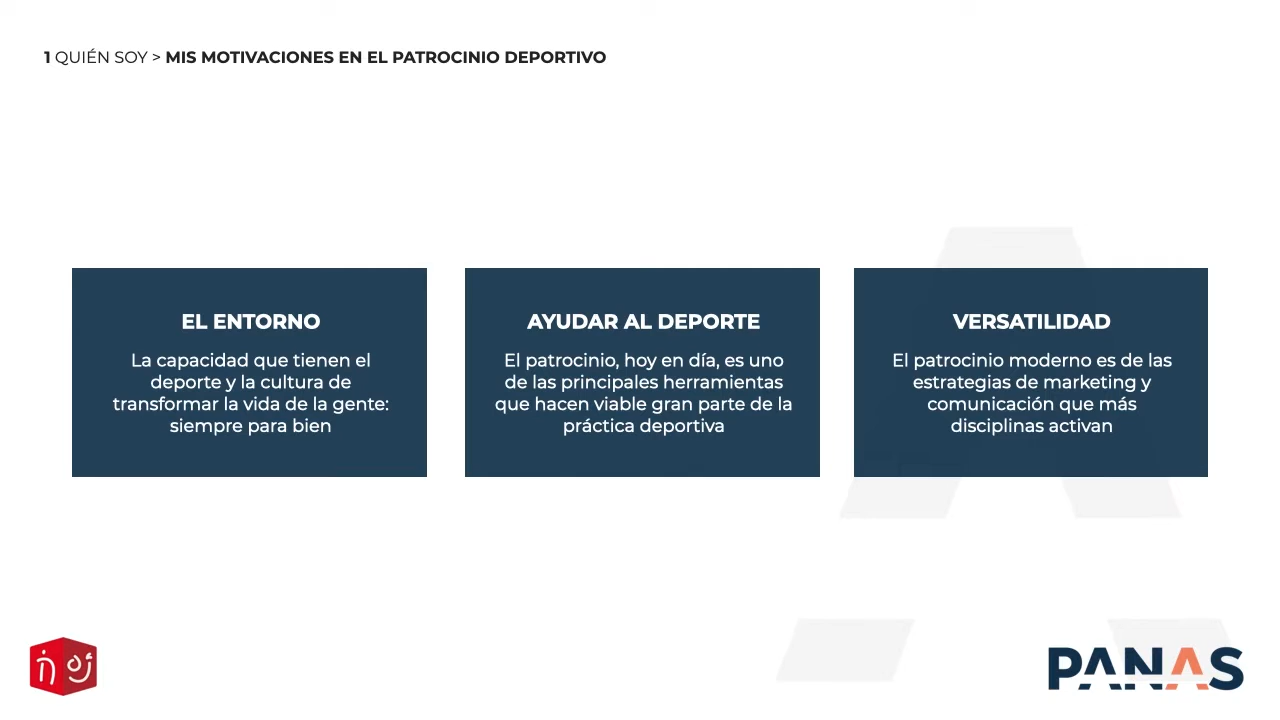 1 QUIÉN SOY > MIS MOTIVACIONES EN EL PATROCINIO DEPORTIVO
EL ENTORNO
La capacidad que tienen el
deporte y la cultura de
transformar la vida de la gente:
siempre para bien
AYUDAR AL DEPORTE
El patrocinio, hoy en día, es uno
de las principales herramientas
que hacen viable gran parte de la
práctica deportiva
VERSATILIDAD
El patrocinio moderno es de las
estrategias de marketing y
comunicación que más
disciplinas activan
PANAS